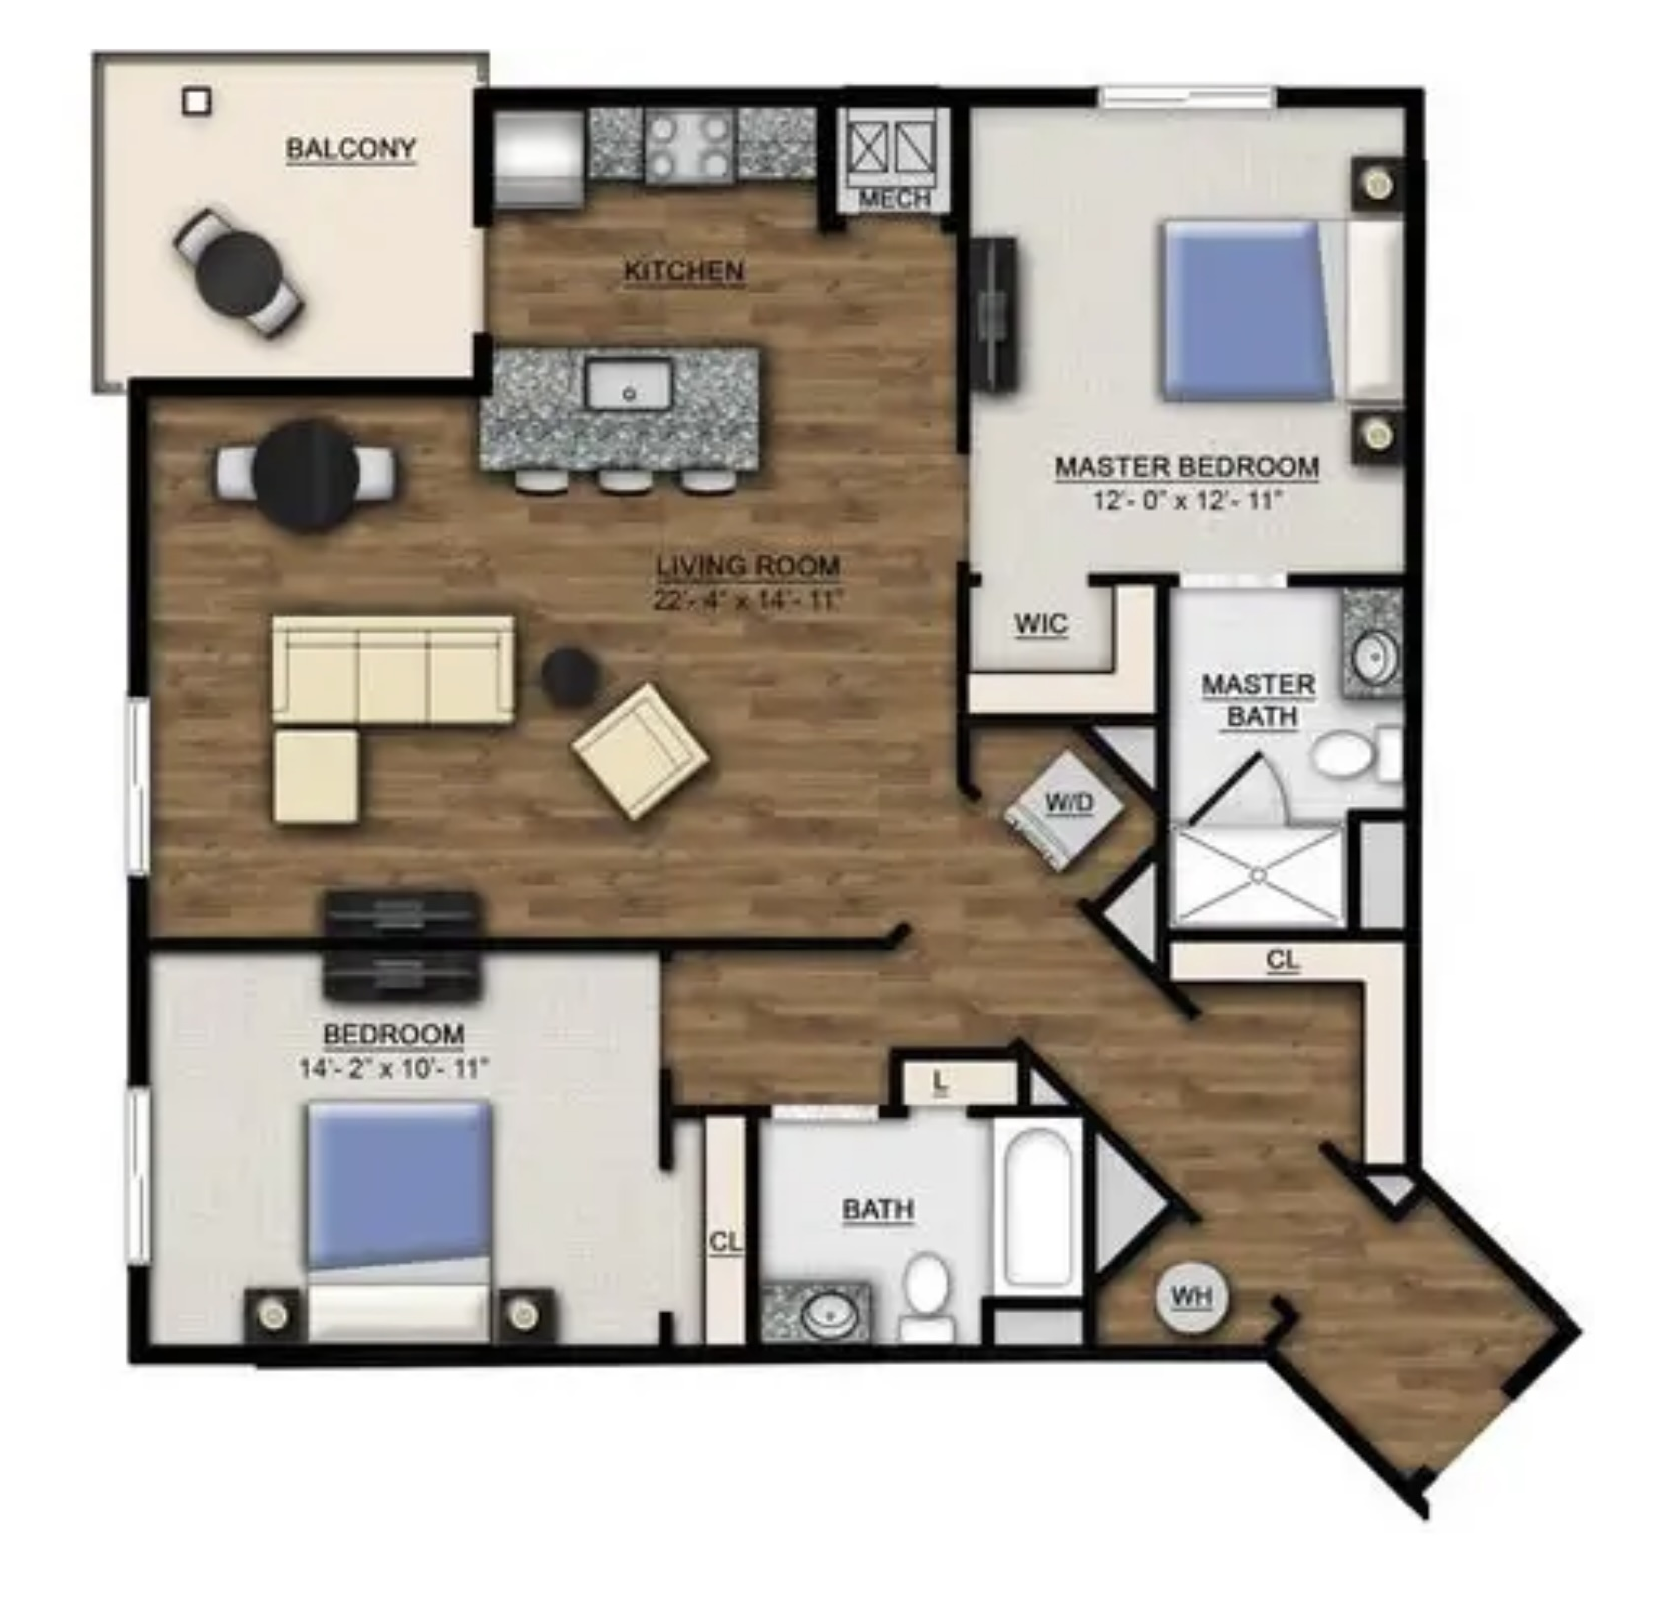 BALCONY
MECH
KITCHEN
MASTER BEDROOM
12'- 0" x 12'- 11"
LIVING ROOM
22'- 4" x 14'- 11"
WIC
MASTER
BATH
W/D
CL
BEDROOM
14'- 2" x 10'- 11"
L
BATH
CL
WH